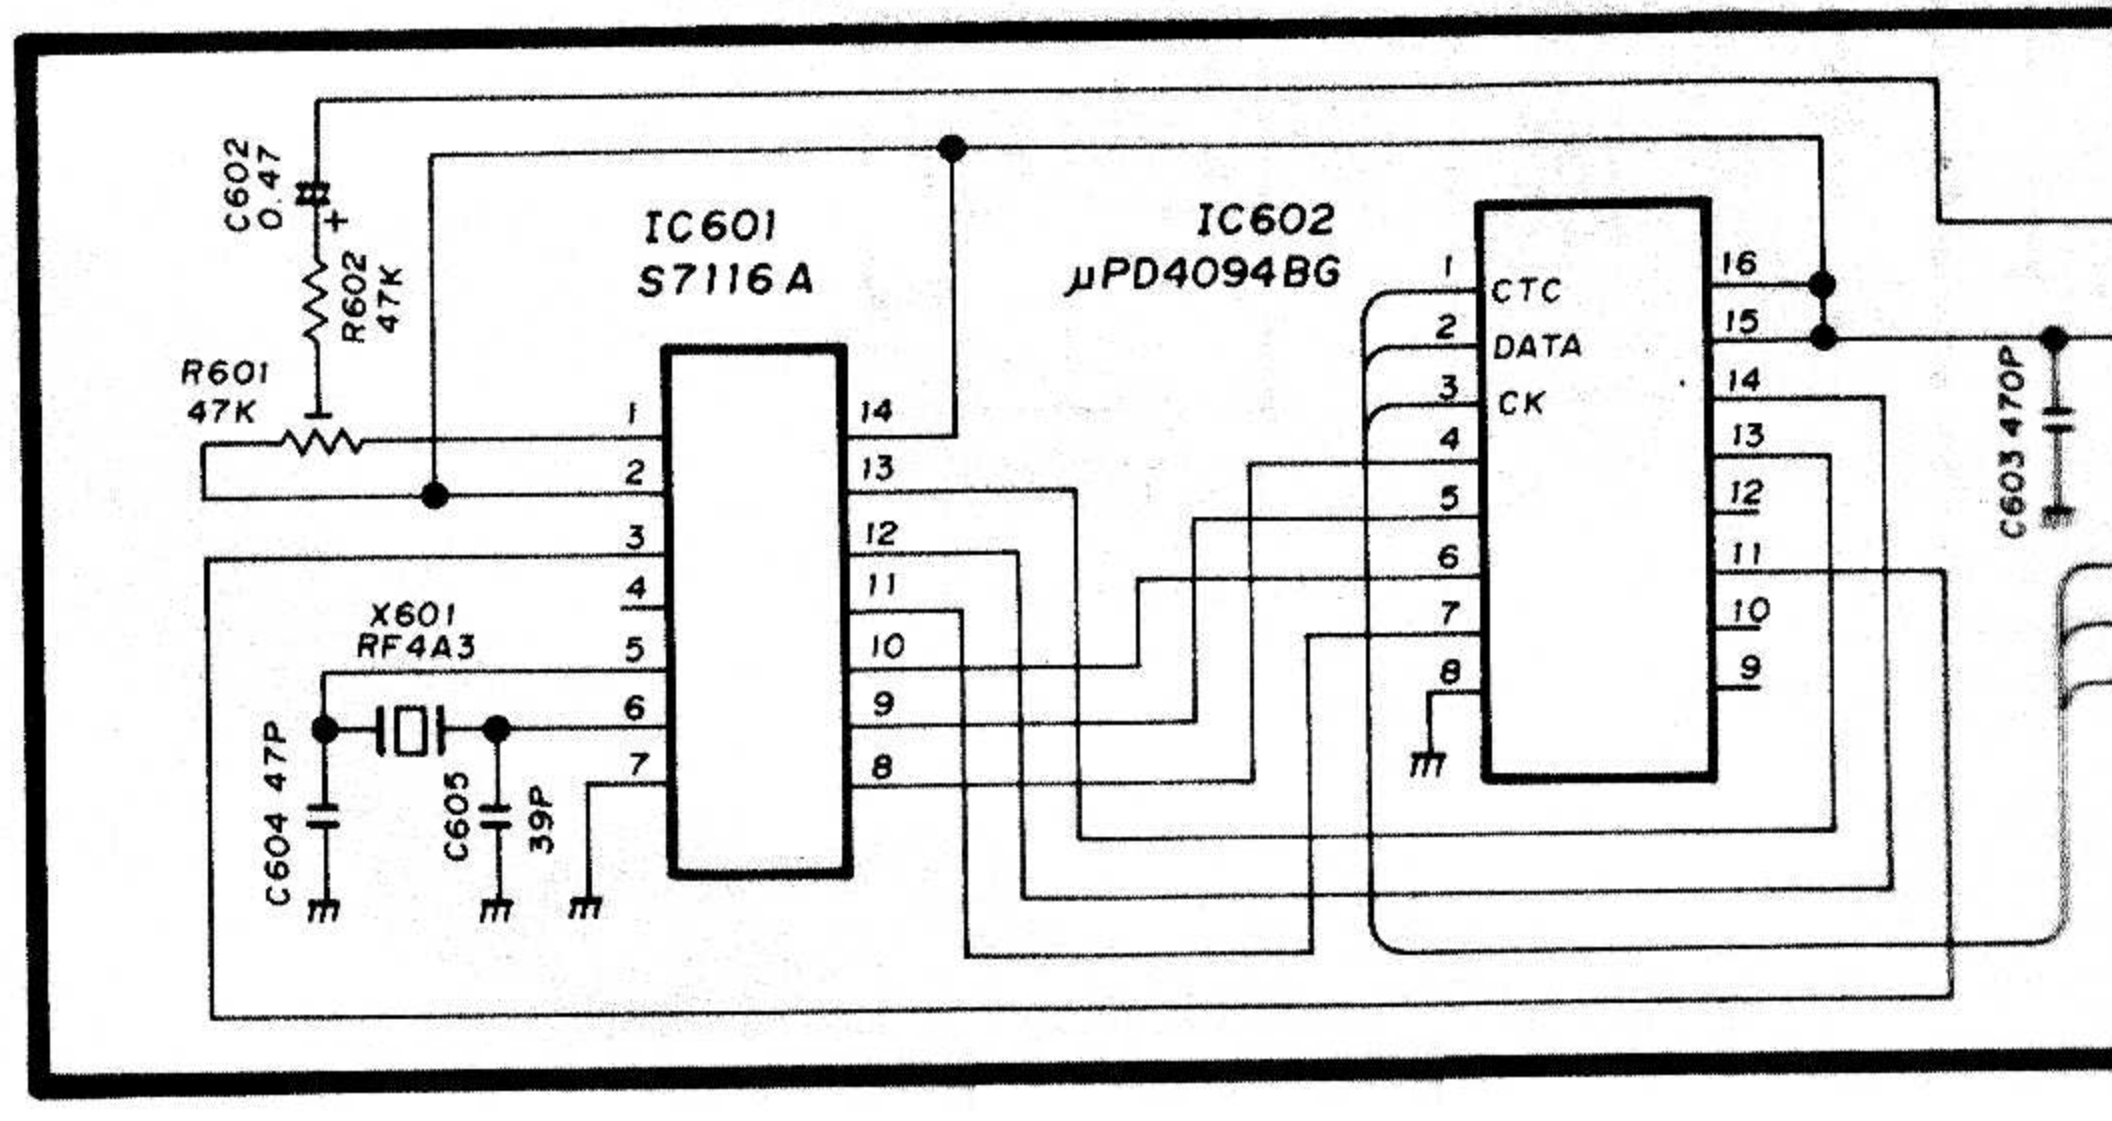 C602
0.47
+
R602
47K
R601
47K
IC601
S7116A
1
2
3
4
5
6
7
14
13
12
11
10
9
8
X601
RF4A3
C604 47P
C605
39P
IC602
μPD4094BG
1
2
3
4
5
6
7
8
CTC
DATA
CK
16
15
14
13
12
11
10
9
C603 470P